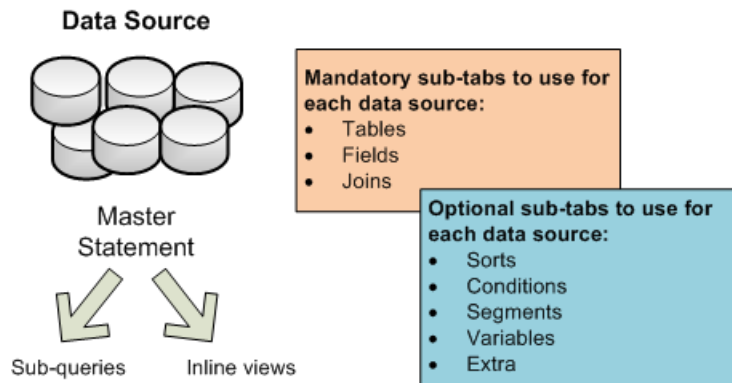 Data Source
Master
Statement
Sub-queries
Inline views
Mandatory sub-tabs to use for
each data source:
• Tables
• Fields
• Joins
Optional sub-tabs to use for
each data source:
• Sorts
• Conditions
• Segments
• Variables
• Extra